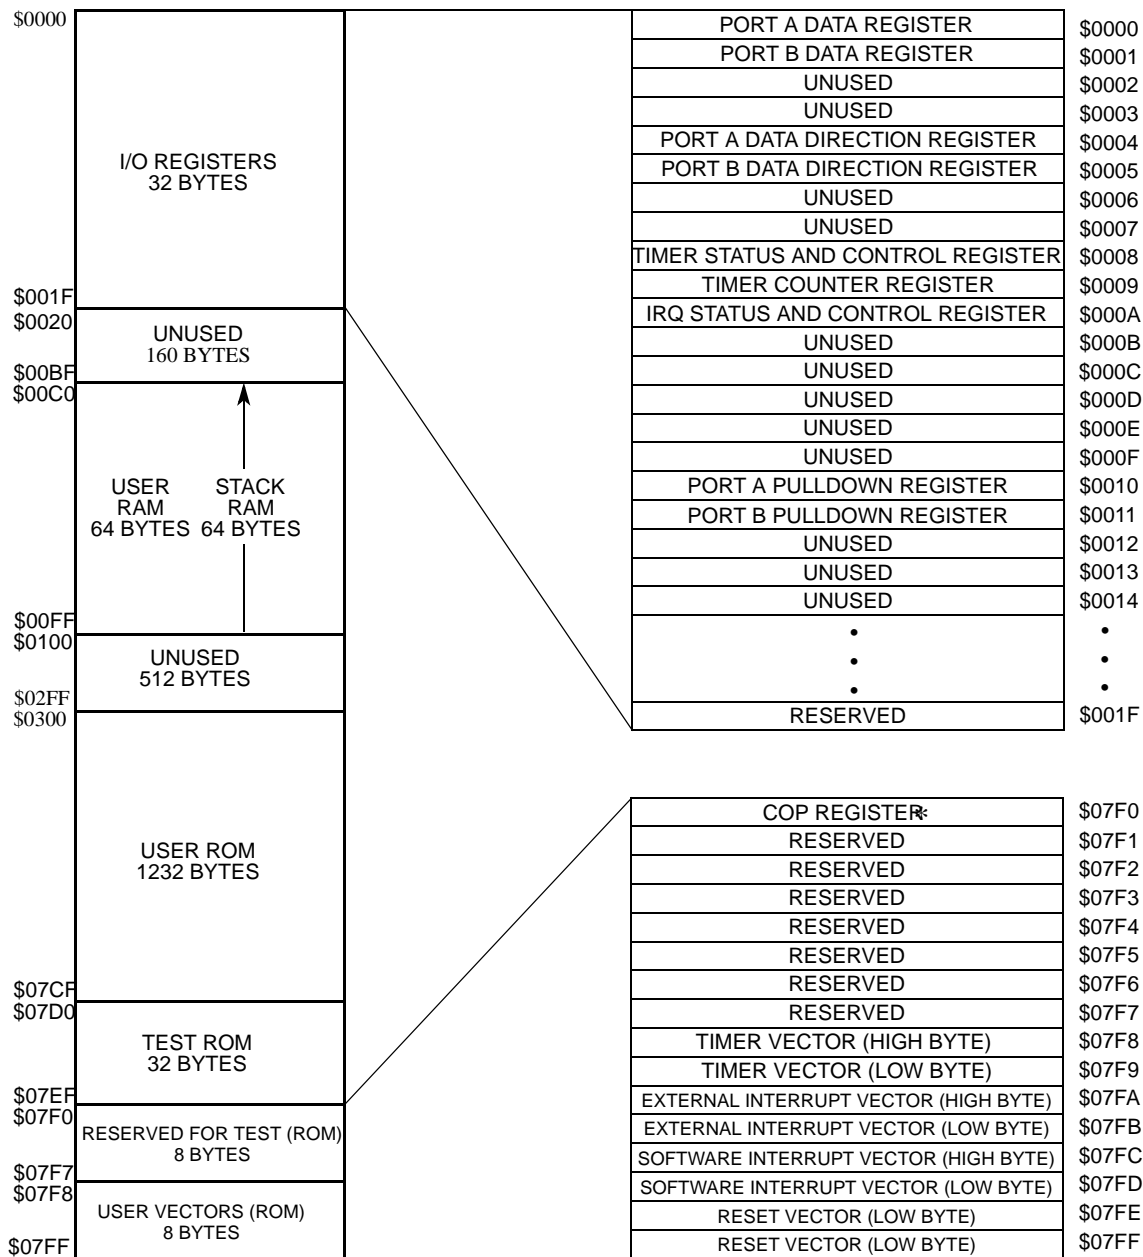 $0000
I/O REGISTERS
32 BYTES
$001F
$0020
UNUSED
160 BYTES
$00BF
$00C0
USER
RAM
64 BYTES
STACK
RAM
64 BYTES
$00FF
$0100
UNUSED
512 BYTES
$02FF
$0300
USER ROM
1232 BYTES
$07CF
$07D0
TEST ROM
32 BYTES
$07EF
$07F0
RESERVED FOR TEST (ROM)
8 BYTES
$07F7
$07F8
USER VECTORS (ROM)
8 BYTES
$07FF
PORT A DATA REGISTER $0000
PORT B DATA REGISTER $0001
UNUSED $0002
UNUSED $0003
PORT A DATA DIRECTION REGISTER $0004
PORT B DATA DIRECTION REGISTER $0005
UNUSED $0006
UNUSED $0007
TIMER STATUS AND CONTROL REGISTER $0008
TIMER COUNTER REGISTER $0009
IRQ STATUS AND CONTROL REGISTER $000A
UNUSED $000B
UNUSED $000C
UNUSED $000D
UNUSED $000E
UNUSED $000F
PORT A PULLDOWN REGISTER $0010
PORT B PULLDOWN REGISTER $0011
UNUSED $0012
UNUSED $0013
UNUSED $0014
• •
• •
• •
RESERVED $001F
COP REGISTER* $07F0
RESERVED $07F1
RESERVED $07F2
RESERVED $07F3
RESERVED $07F4
RESERVED $07F5
RESERVED $07F6
RESERVED $07F7
TIMER VECTOR (HIGH BYTE) $07F8
TIMER VECTOR (LOW BYTE) $07F9
EXTERNAL INTERRUPT VECTOR (HIGH BYTE) $07FA
EXTERNAL INTERRUPT VECTOR (LOW BYTE) $07FB
SOFTWARE INTERRUPT VECTOR (HIGH BYTE) $07FC
SOFTWARE INTERRUPT VECTOR (LOW BYTE) $07FD
RESET VECTOR (LOW BYTE) $07FE
RESET VECTOR (LOW BYTE) $07FF